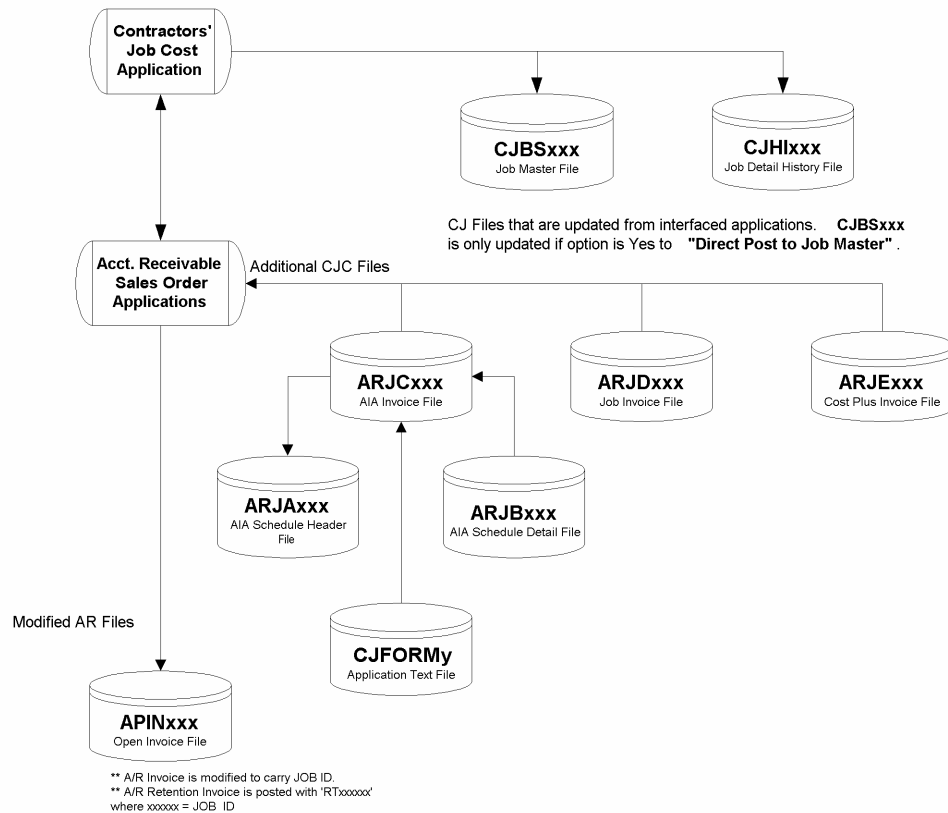 Contractors'
Job Cost
Application
CJBSxxx
Job Master File
CJHIxxx
Job Detail History File
CJ Files that are updated from interfaced applications. CJBSxxx
is only updated if option is Yes to "Direct Post to Job Master" .
Acct. Receivable
Sales Order
Applications
Additional CJC Files
ARJCxxx
AIA Invoice File
ARJDxxx
Job Invoice File
ARJExxx
Cost Plus Invoice File
ARJAxxx
AIA Schedule Header
File
ARJBxxx
AIA Schedule Detail File
Modified AR Files
CJFORMy
Application Text File
APINxxx
Open Invoice File
** A/R Invoice is modified to carry JOB ID.
** A/R Retention Invoice is posted with 'RTxxxxxx'
where xxxxxx = JOB ID